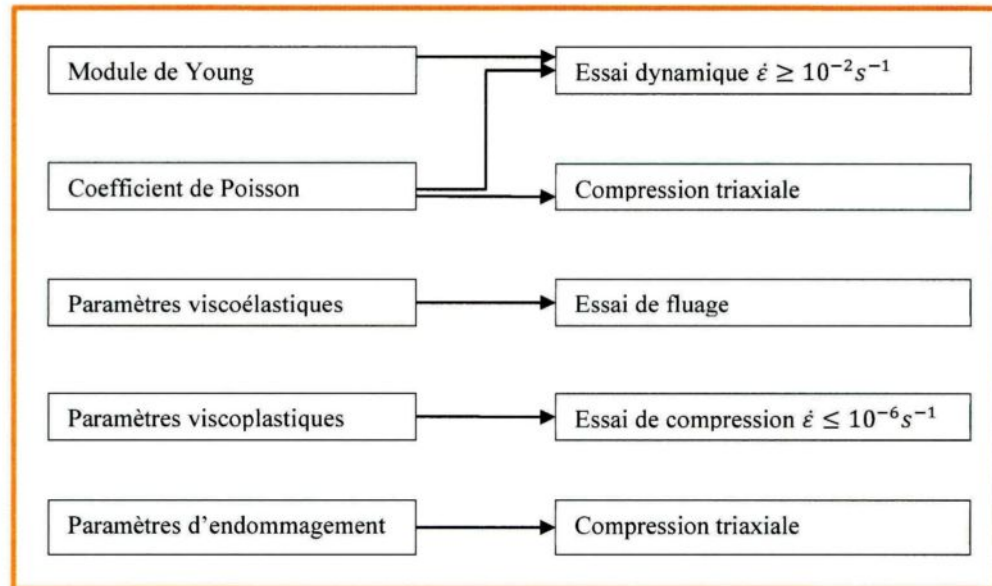 Module de Young
Essai dynamique ε̇ ≥ 10⁻²s⁻¹
Coefficient de Poisson
Compression triaxiale
Paramètres viscoélastiques
Essai de fluage
Paramètres viscoplastiques
Essai de compression ε̇ ≤ 10⁻⁶s⁻¹
Paramètres d'endommagement
Compression triaxiale